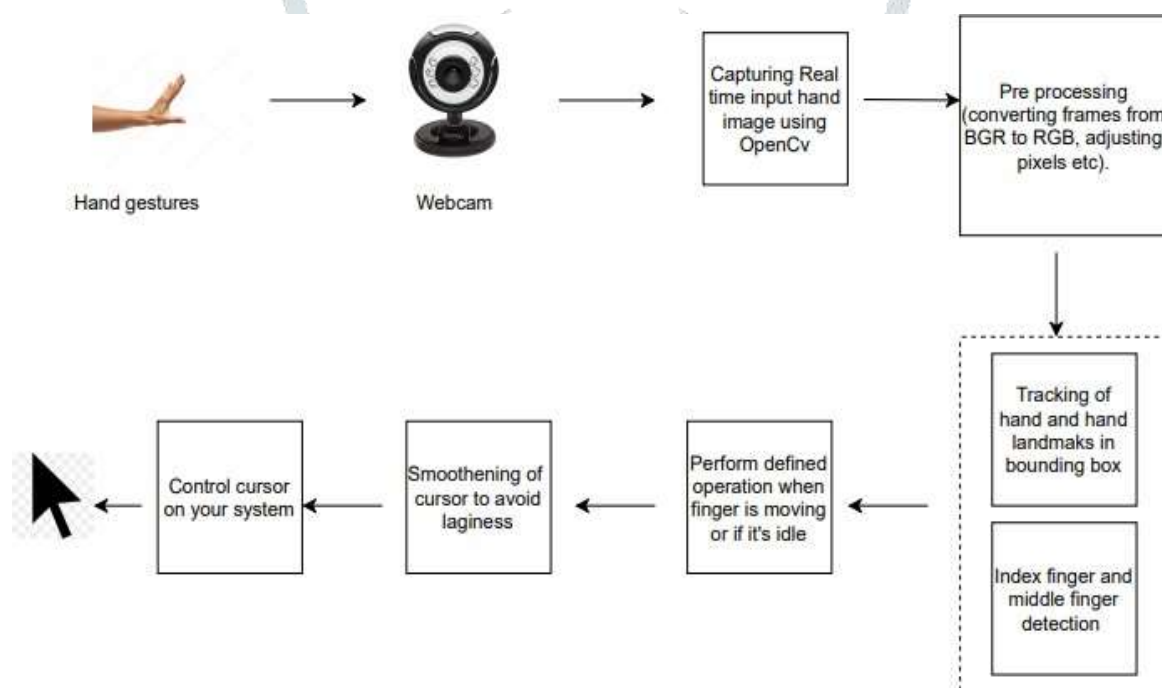 Hand gestures
Webcam
Capturing Real
time input hand
image using
OpenCv
Pre processing
(converting frames from
BGR to RGB, adjusting
pixels etc).
Tracking of
hand and hand
landmaks in
bounding box
Index finger and
middle finger
detection
Perform defined
operation when
finger is moving
or if it's idle
Smoothening of
cursor to avoid
laginess
Control cursor
on your system